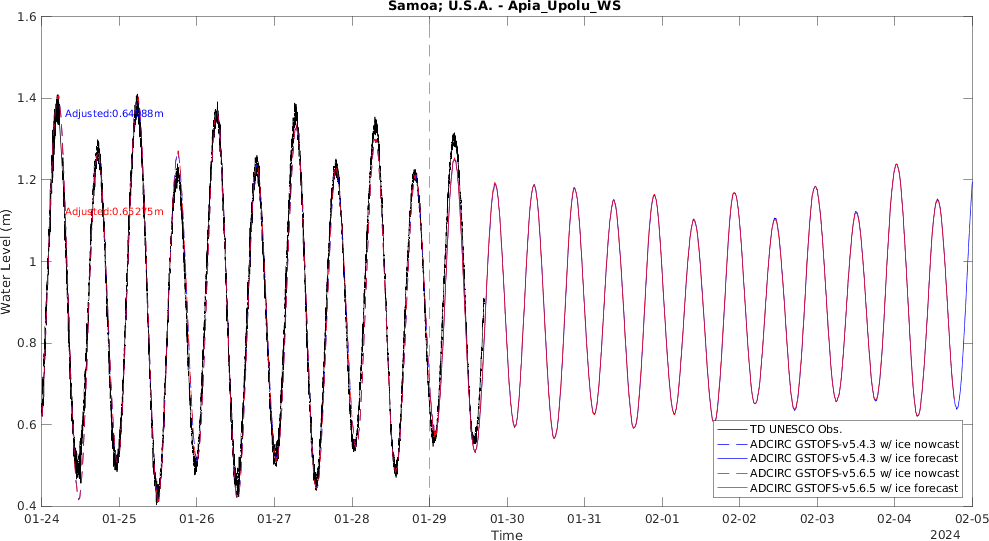 Samoa; U.S.A. - Apia_Upolu_WS
1.6
1.4
1.2
1
0.8
0.6
0.4
Water Level (m)
Adjusted:0.65275m
TD UNESCO Obs.
ADCIRC GSTOFS-v5.4.3 w/ ice nowcast
ADCIRC GSTOFS-v5.4.3 w/ ice forecast
ADCIRC GSTOFS-v5.6.5 w/ ice nowcast
ADCIRC GSTOFS-v5.6.5 w/ ice forecast
01-24
01-25
01-26
01-27
01-28
01-29
01-30
01-31
02-01
02-02
02-03
02-04
02-05
Time
2024